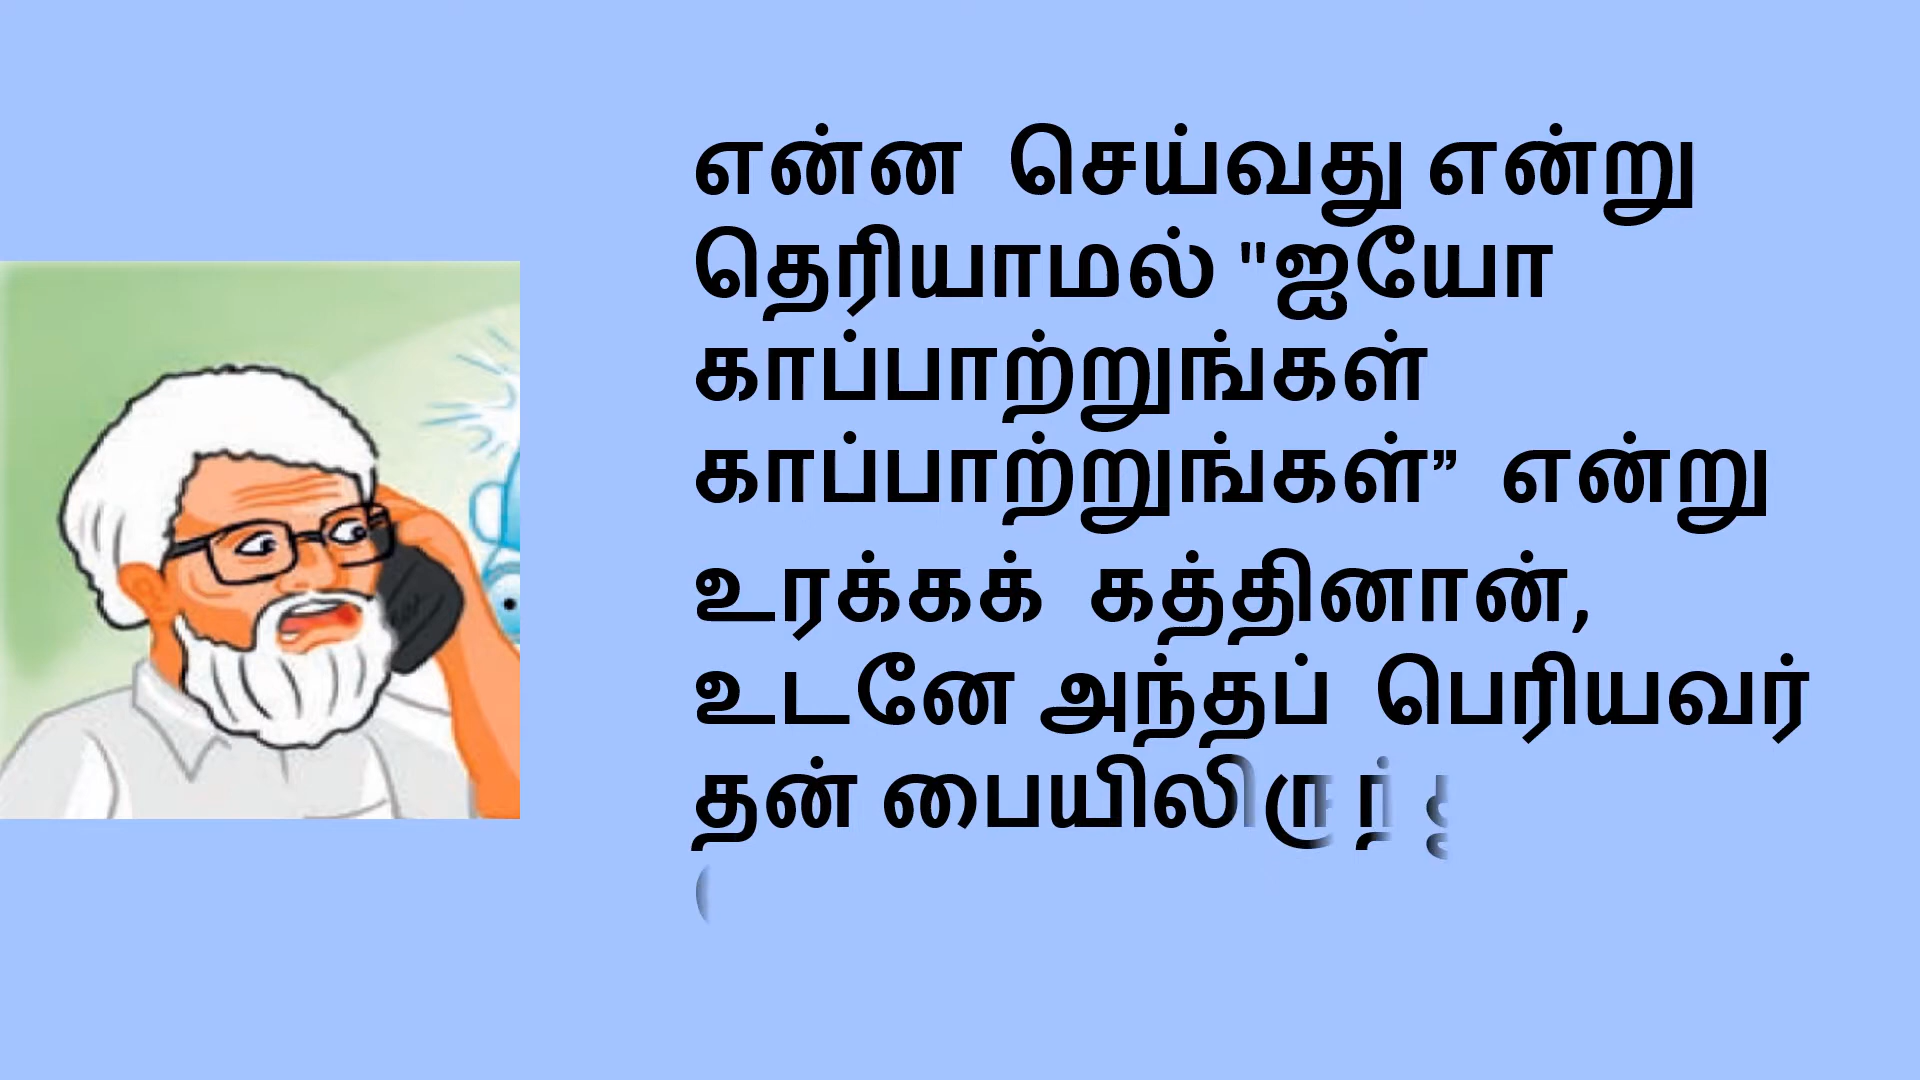 என்ன செய்வது என்று
தெரியாமல் "ஐயோ
காப்பாற்றுங்கள்
காப்பாற்றுங்கள்” என்று
உரக்கக் கத்தினான்,
உடனே அந்தப் பெரியவர்
தன் பையிலிருந்து